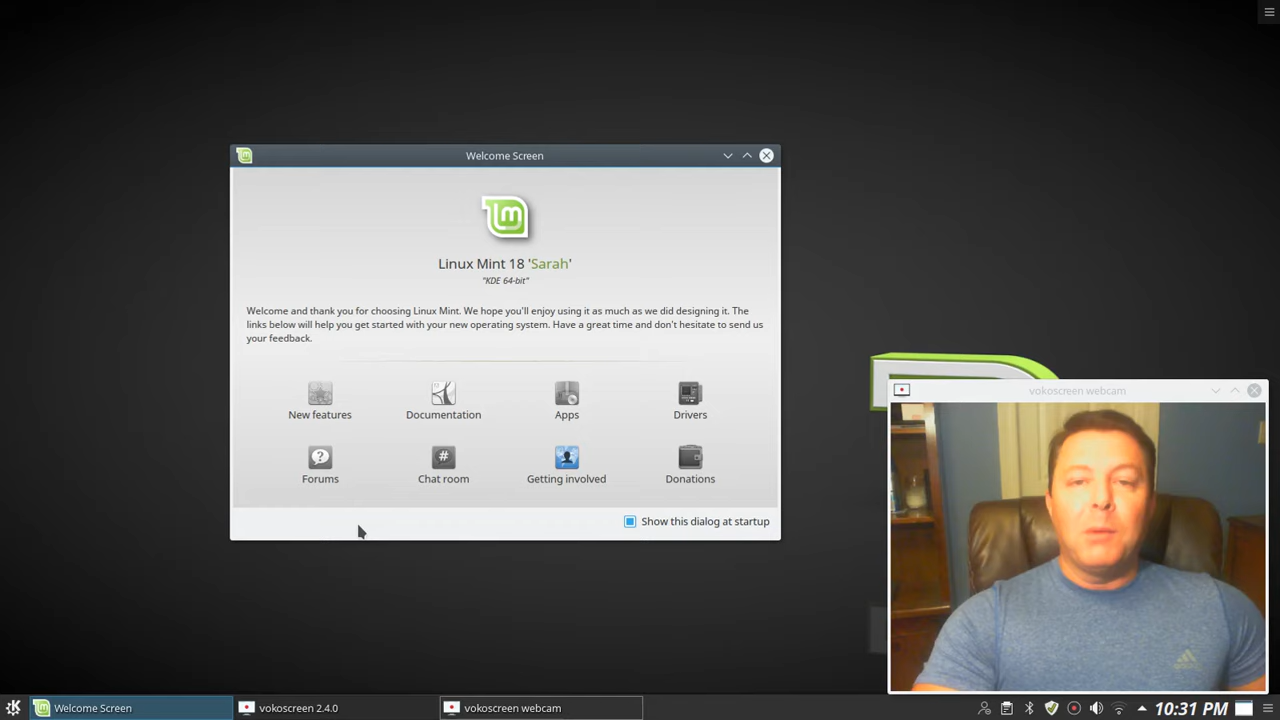 Welcome Screen
Linux Mint 18 'Sarah'
"KDE 64-bit"
Welcome and thank you for choosing Linux Mint. We hope you'll enjoy using it as much as we did designing it. The
links below will help you get started with your new operating system. Have a great time and don't hesitate to send us
your feedback.
New features
Documentation
Apps
Drivers
Forums
Chat room
Getting involved
Donations
Show this dialog at startup
vokoscreen webcam
Welcome Screen
vokoscreen 2.4.0
vokoscreen webcam
10:31 PM